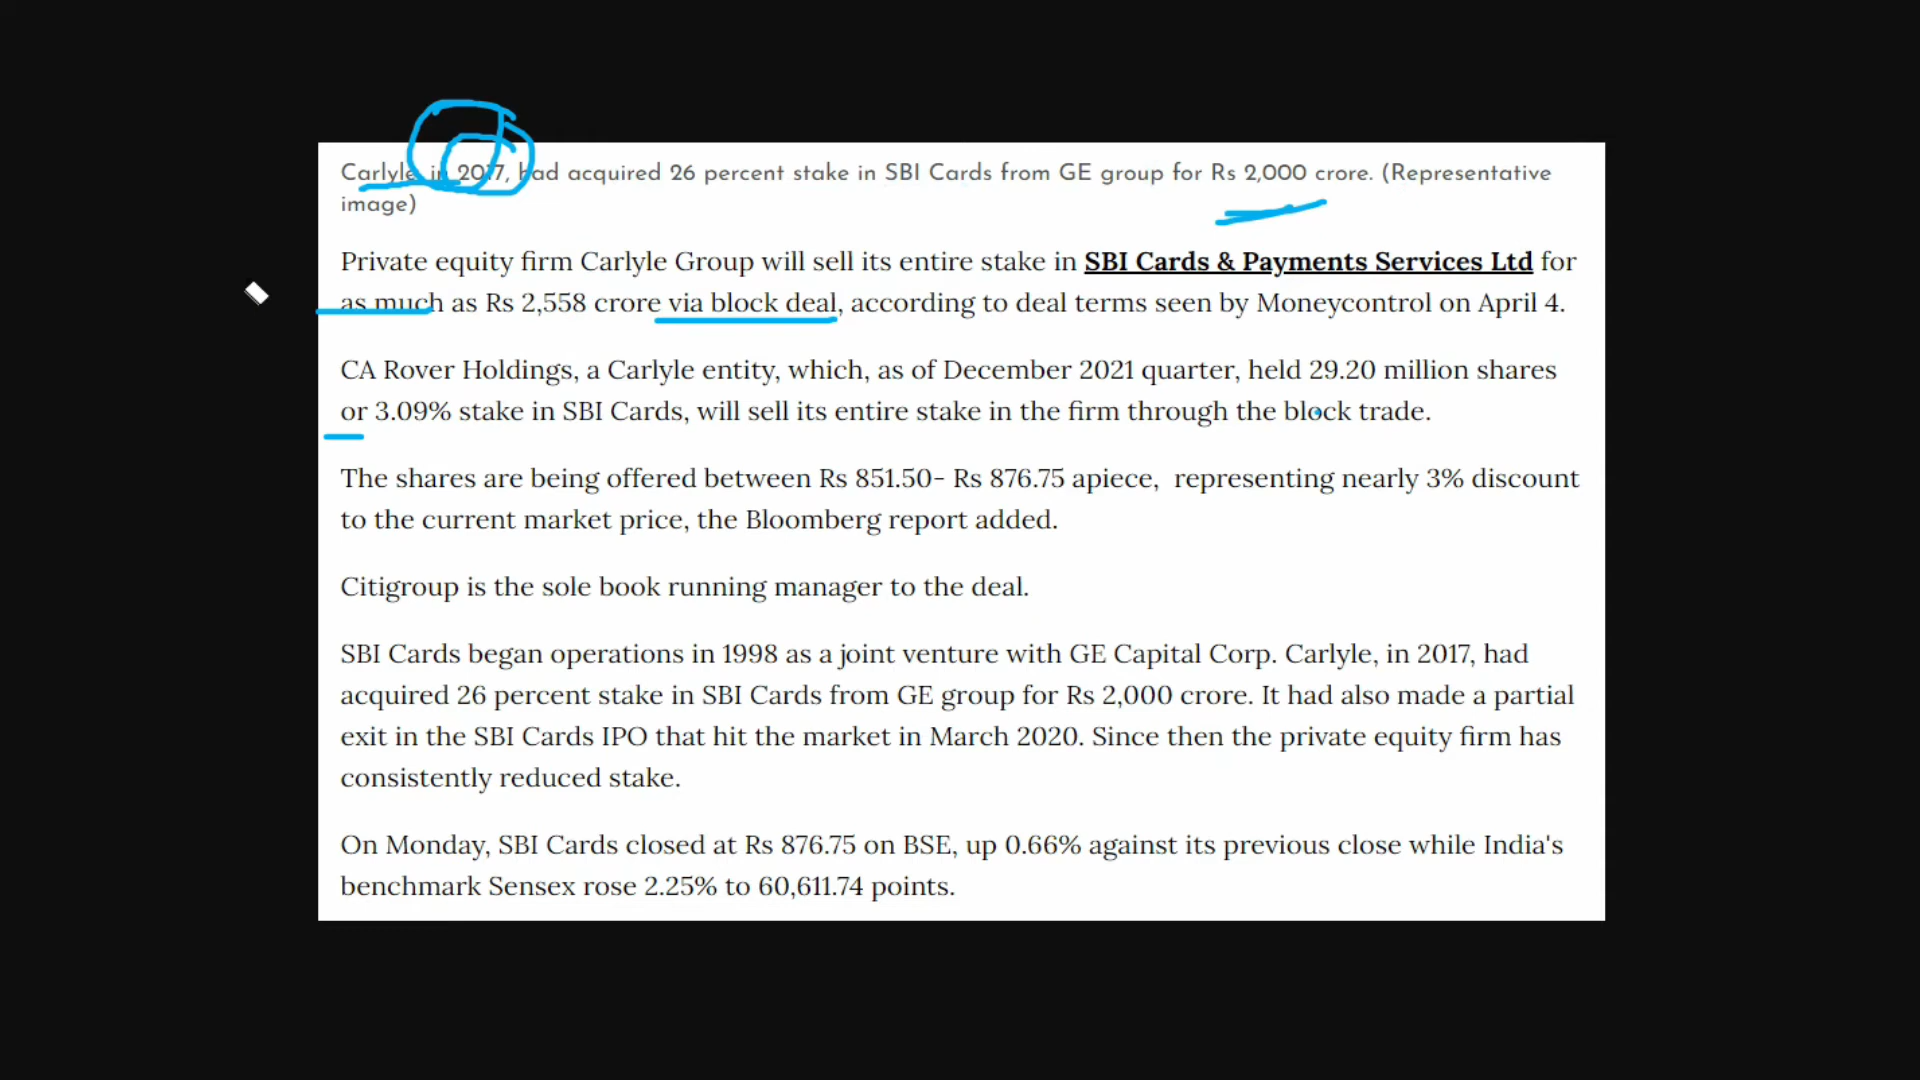 Carlyle, in 2017, had acquired 26 percent stake in SBI Cards from GE group for Rs 2,000 crore. (Representative
image)
Private equity firm Carlyle Group will sell its entire stake in SBI Cards & Payments Services Ltd for
as much as Rs 2,558 crore via block deal, according to deal terms seen by Moneycontrol on April 4.
CA Rover Holdings, a Carlyle entity, which, as of December 2021 quarter, held 29.20 million shares
or 3.09% stake in SBI Cards, will sell its entire stake in the firm through the block trade.
The shares are being offered between Rs 851.50- Rs 876.75 apiece,  representing nearly 3% discount
to the current market price, the Bloomberg report added.
Citigroup is the sole book running manager to the deal.
SBI Cards began operations in 1998 as a joint venture with GE Capital Corp. Carlyle, in 2017, had
acquired 26 percent stake in SBI Cards from GE group for Rs 2,000 crore. It had also made a partial
exit in the SBI Cards IPO that hit the market in March 2020. Since then the private equity firm has
consistently reduced stake.
On Monday, SBI Cards closed at Rs 876.75 on BSE, up 0.66% against its previous close while India's
benchmark Sensex rose 2.25% to 60,611.74 points.